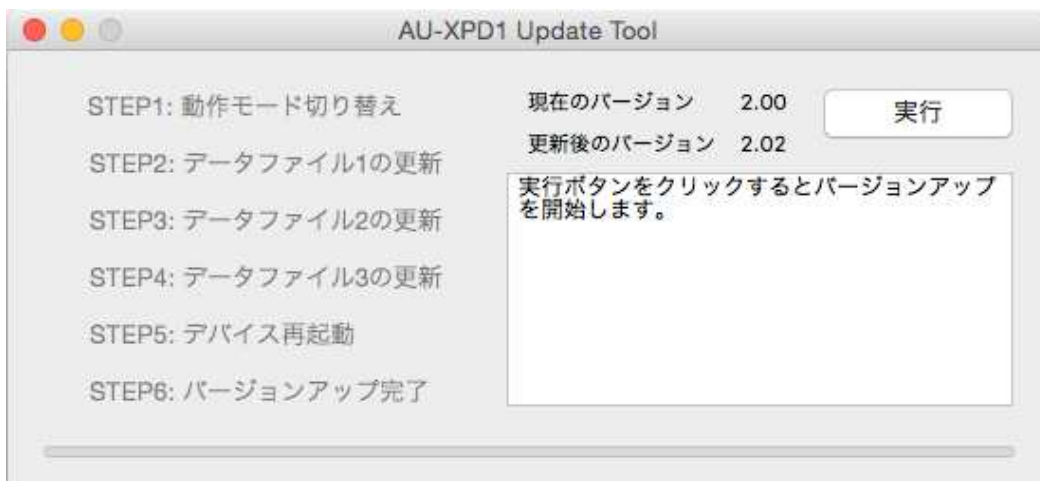 AU-XPD1 Update Tool
STEP1: 動作モード切り替え
STEP2: データファイル1の更新
STEP3: データファイル2の更新
STEP4: データファイル3の更新
STEP5: デバイス再起動
STEP6: バージョンアップ完了
現在のバージョン 2.00
更新後のバージョン 2.02
実行
実行ボタンをクリックするとバージョンアップ
を開始します。